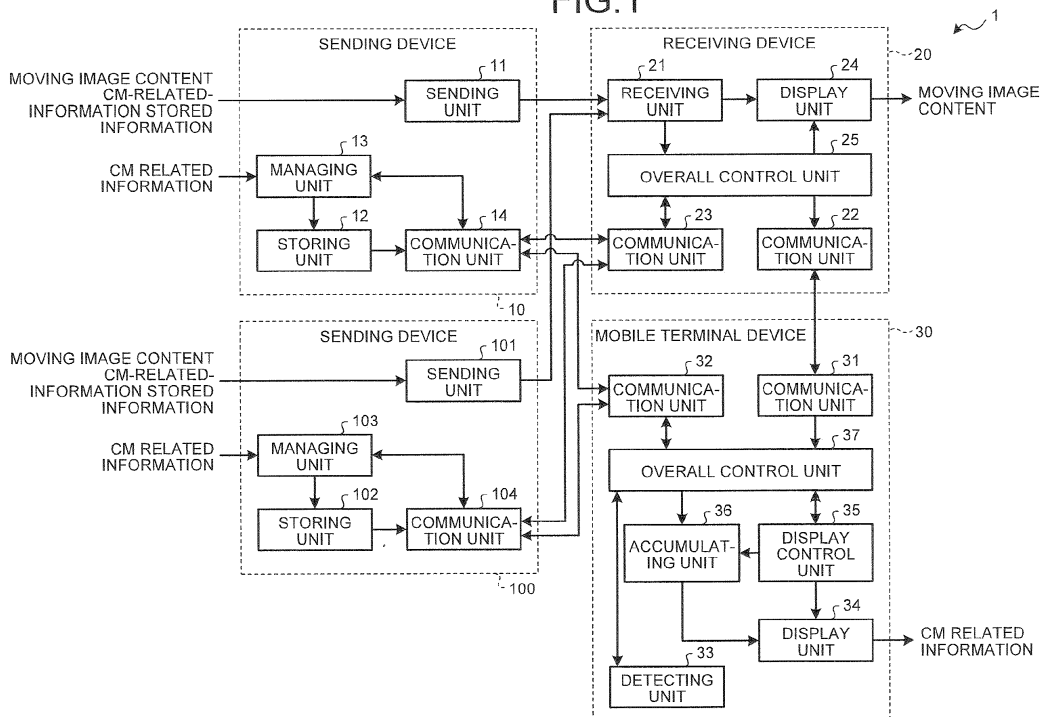 FIG.1
1
SENDING DEVICE
MOVING IMAGE CONTENT
CM-RELATED-
INFORMATION STORED
INFORMATION
11
SENDING
UNIT
CM RELATED
INFORMATION
13
MANAGING
UNIT
12
STORING
UNIT
14
COMMUNICA-
TION UNIT
10
RECEIVING DEVICE
20
21
RECEIVING
UNIT
24
DISPLAY
UNIT
MOVING IMAGE
CONTENT
25
OVERALL CONTROL UNIT
23
COMMUNICA-
TION UNIT
22
COMMUNICA-
TION UNIT
SENDING DEVICE
MOVING IMAGE CONTENT
CM-RELATED-
INFORMATION STORED
INFORMATION
101
SENDING
UNIT
CM RELATED
INFORMATION
103
MANAGING
UNIT
102
STORING
UNIT
104
COMMUNICA-
TION UNIT
100
MOBILE TERMINAL DEVICE
30
32
COMMUNICA-
TION UNIT
31
COMMUNICA-
TION UNIT
37
OVERALL CONTROL UNIT
36
ACCUMULAT-
ING UNIT
35
DISPLAY
CONTROL
UNIT
34
DISPLAY
UNIT
CM RELATED
INFORMATION
33
DETECTING
UNIT